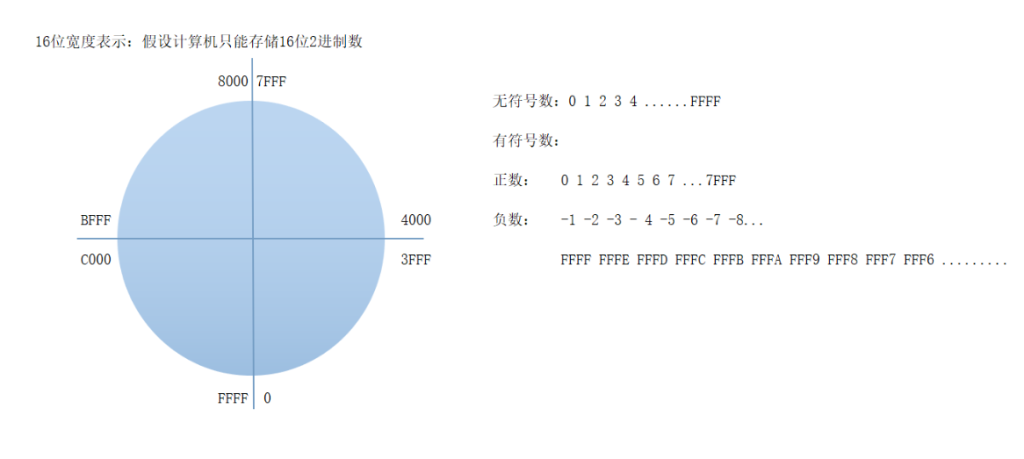 16位宽度表示：假设计算机只能存储16位2进制数
8000 7FFF
BFFF 4000
C000 3FFF
FFFF 0
无符号数：0 1 2 3 4 ......FFFF
有符号数：
正数： 0 1 2 3 4 5 6 7 ...7FFF
负数： -1 -2 -3 - 4 -5 -6 -7 -8...
FFFF FFFE FFFD FFFC FFFB FFFA FFF9 FFF8 FFF7 FFF6 .........